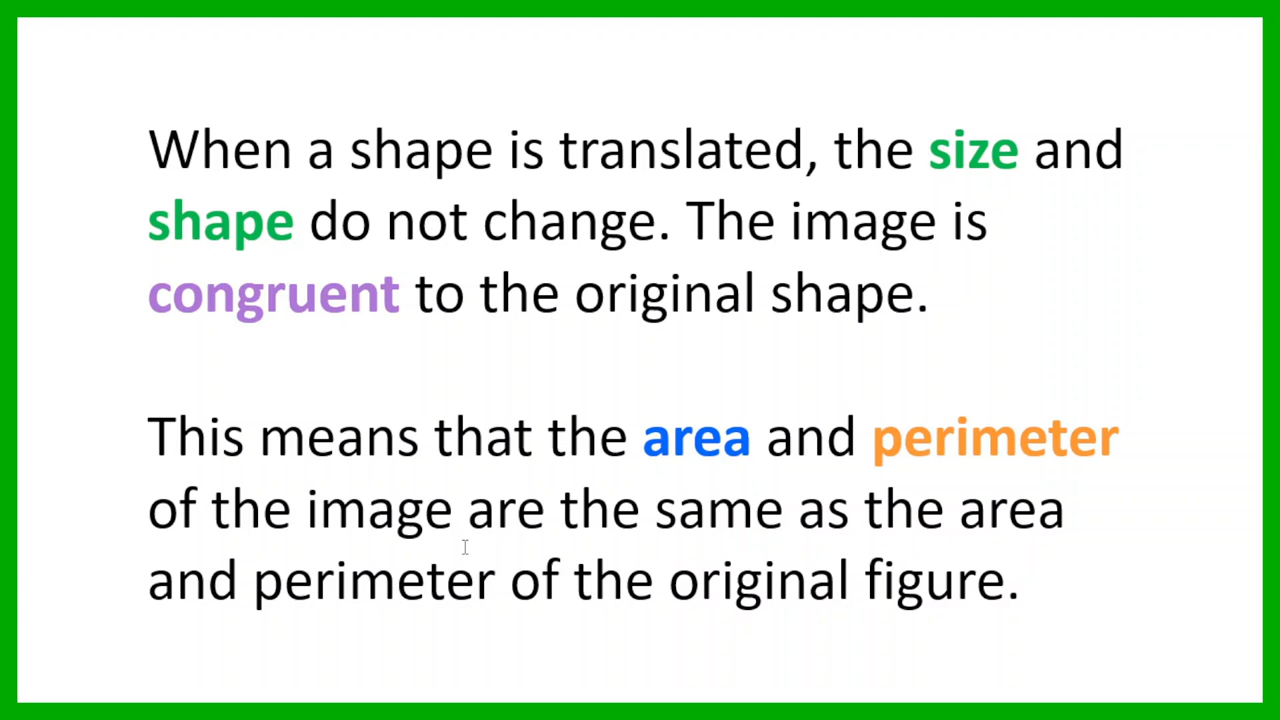 When a shape is translated, the size and
shape do not change. The image is
congruent to the original shape.
This means that the area and perimeter
of the image are the same as the area
and perimeter of the original figure.